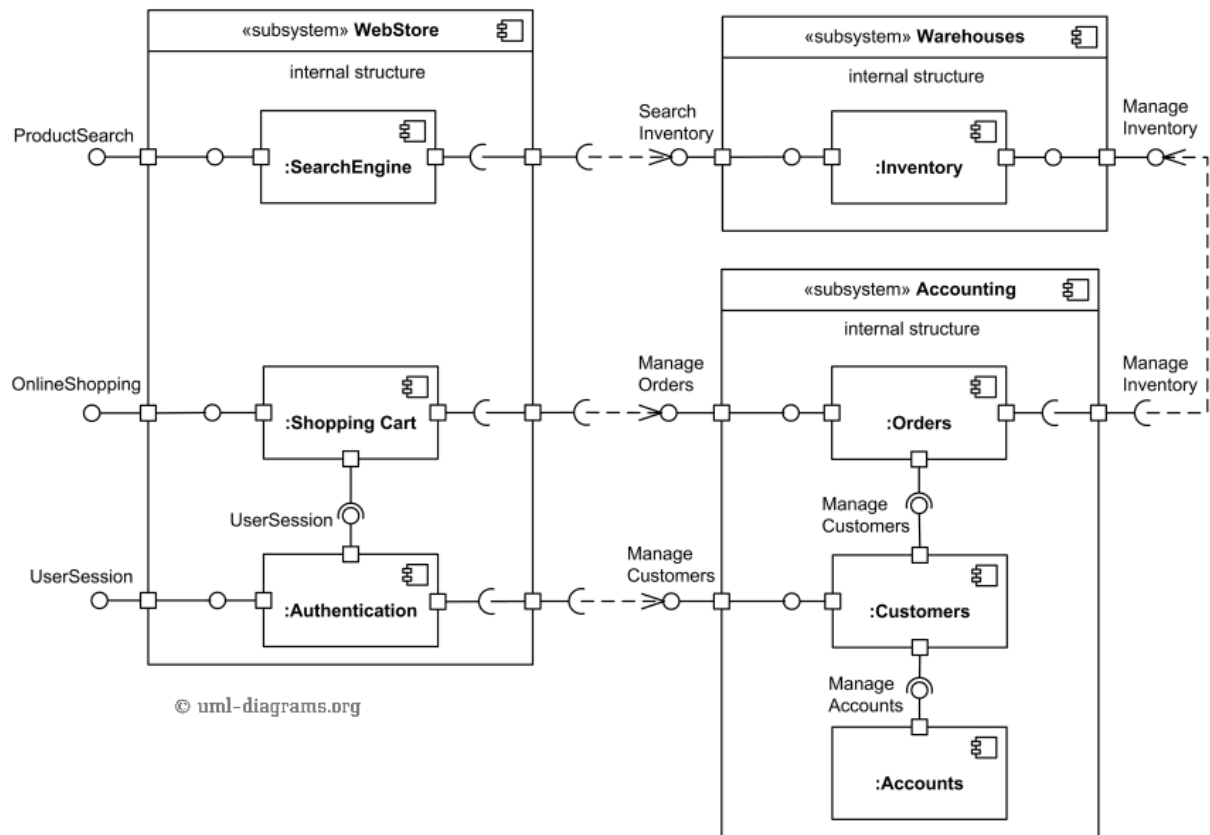 «subsystem» WebStore
internal structure
ProductSearch
:SearchEngine
OnlineShopping
:Shopping Cart
UserSession
UserSession
:Authentication
© uml-diagrams.org
«subsystem» Warehouses
internal structure
Search
Inventory
:Inventory
Manage
Inventory
«subsystem» Accounting
internal structure
Manage
Orders
:Orders
Manage
Inventory
Manage
Customers
Manage
Customers
:Customers
Manage
Accounts
:Accounts